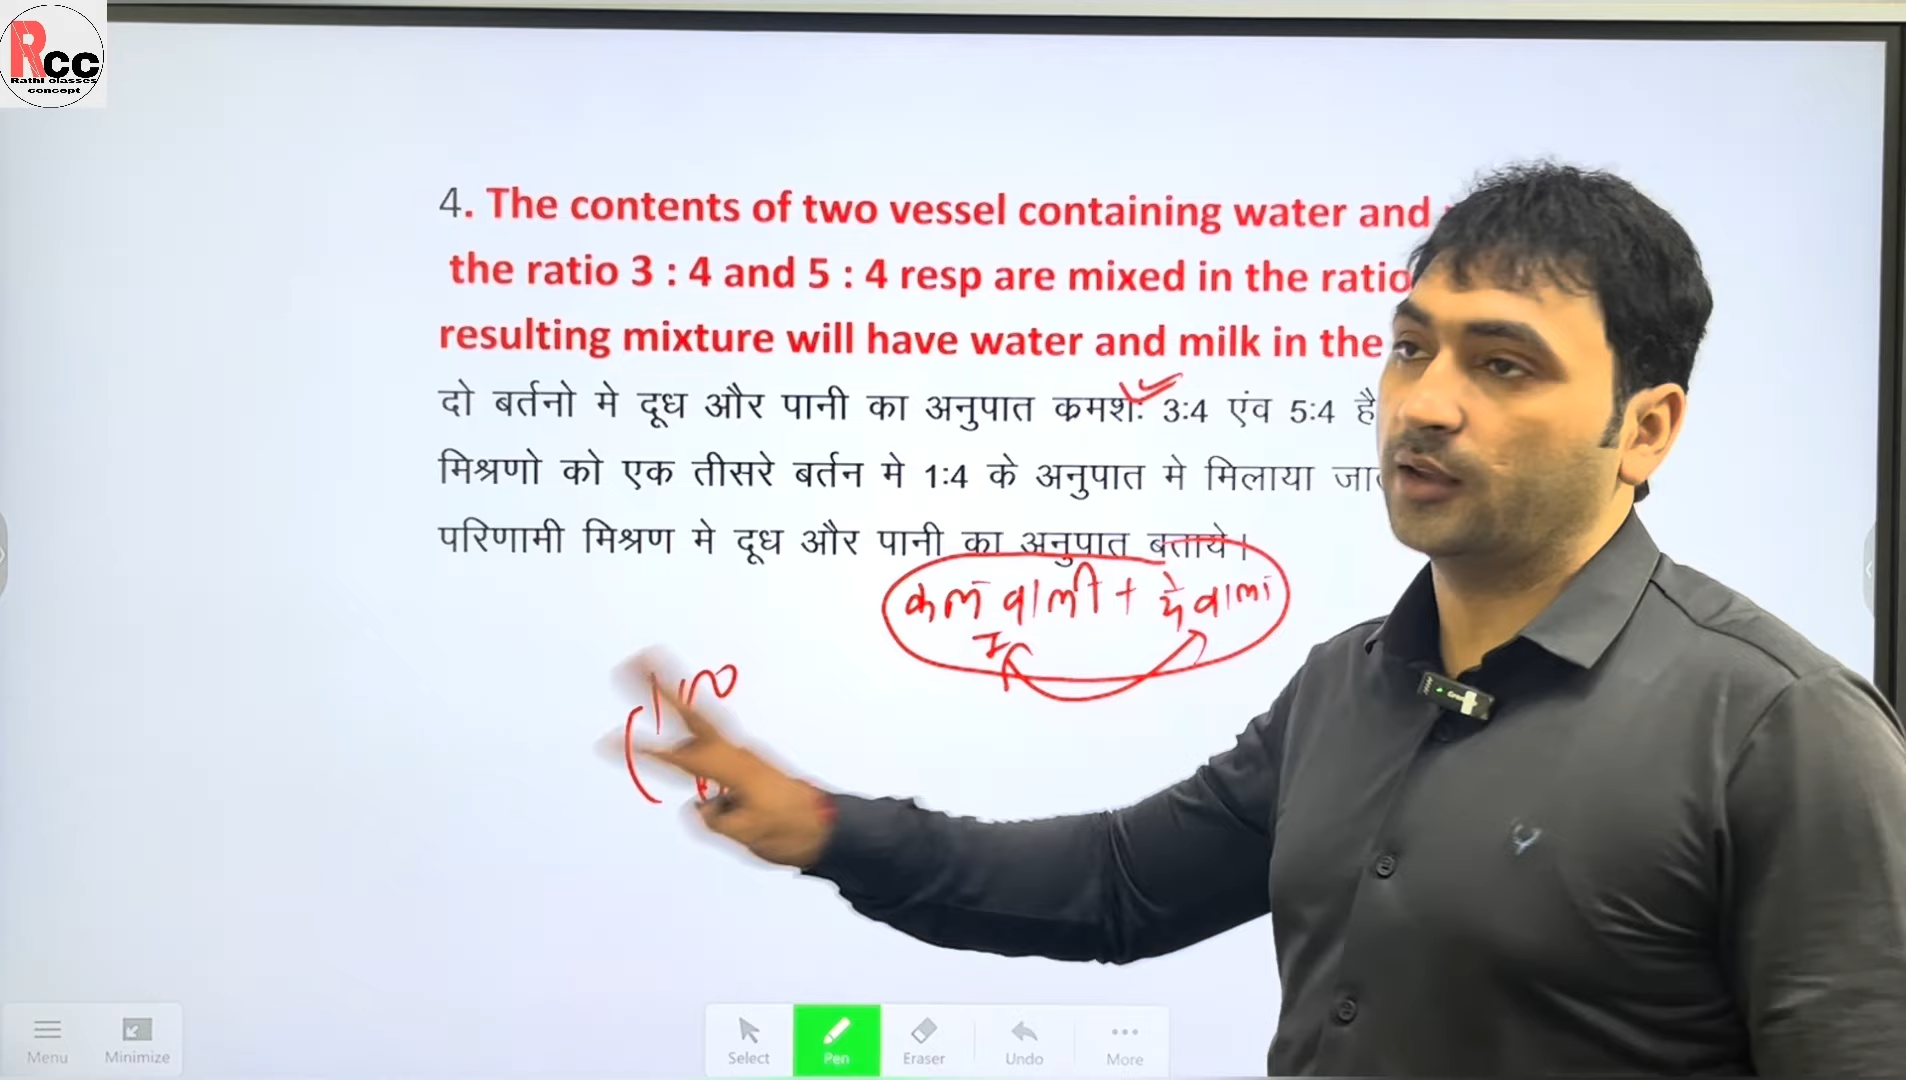 Rcc
Rathi classes
concept
4. The contents of two vessel containing water and
the ratio 3 : 4 and 5 : 4 resp are mixed in the ratio
resulting mixture will have water and milk in the
दो बर्तनो मे दूध और पानी का अनुपात क्रमशः 3:4 एंव 5:4 है
मिश्रणो को एक तीसरे बर्तन मे 1:4 के अनुपात मे मिलाया
परिणामी मिश्रण मे दूध और पानी का अनुपात बताये।
वाली +
Menu
Minimize
Select
Pen
Eraser
Undo
More